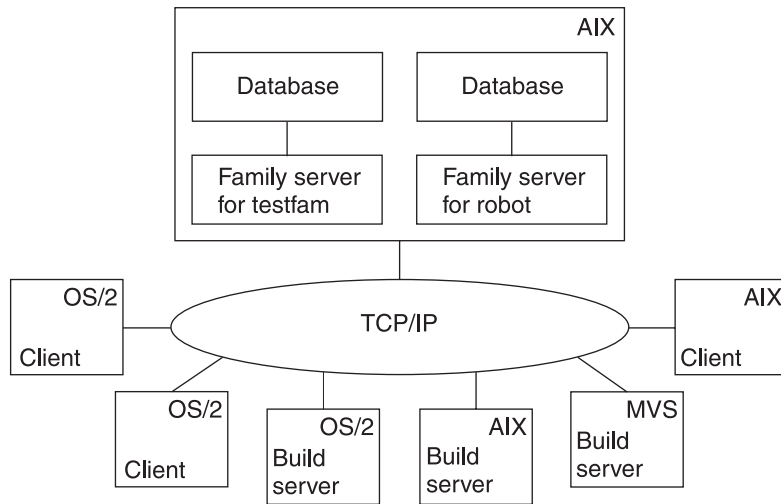 AIX
Database
Database
Family server
for testfam
Family server
for robot
OS/2
Client
TCP/IP
AIX
Client
OS/2
Client
OS/2
Build
server
AIX
Build
server
MVS
Build
server